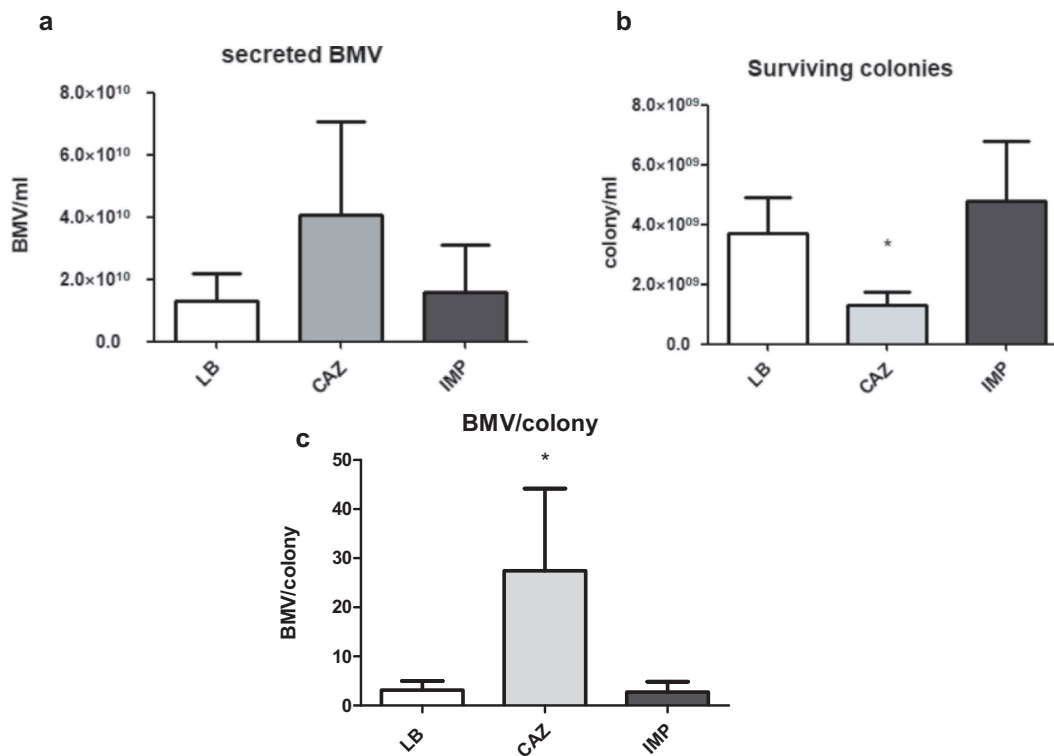 a
secreted BMV
BMV/ml
8.0×10¹⁰
6.0×10¹⁰
4.0×10¹⁰
2.0×10¹⁰
0.0
LB
CAZ
IMP
b
Surviving colonies
colony/ml
8.0×10⁰⁹
6.0×10⁰⁹
4.0×10⁰⁹
2.0×10⁰⁹
0.0
*
LB
CAZ
IMP
c
BMV/colony
BMV/colony
50
40
30
20
10
0
*
LB
CAZ
IMP